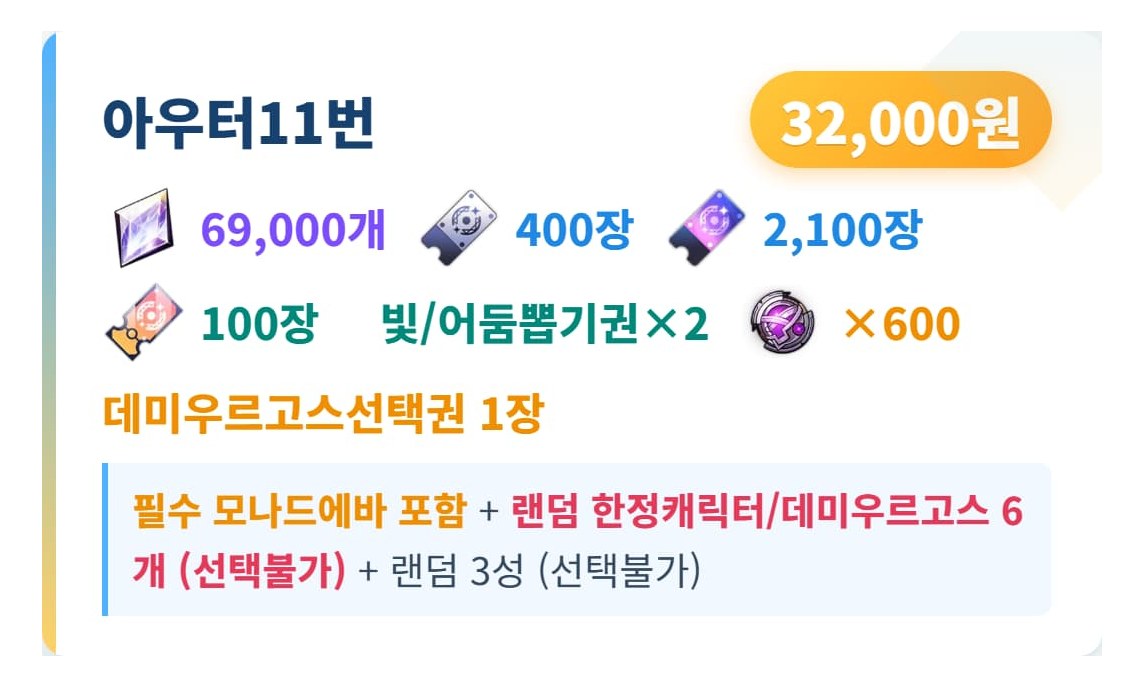 아우터11번 32,000원
69,000개 400장 2,100장
100장 빛/어둠뽑기권×2 ×600
데미우르고스선택권 1장
필수 모나드에바 포함 + 랜덤 한정캐릭터/데미우르고스 6
개 (선택불가) + 랜덤 3성 (선택불가)